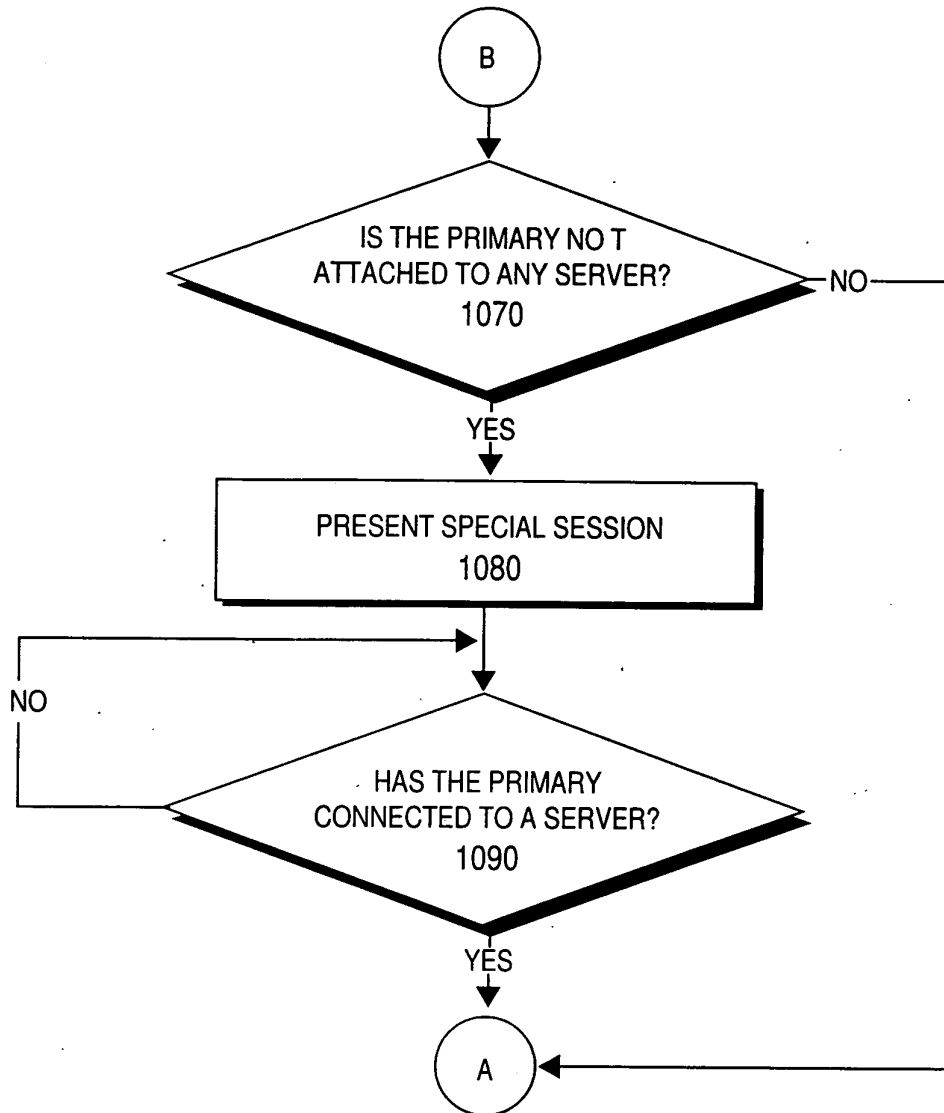 B
IS THE PRIMARY NO T
ATTACHED TO ANY SERVER?
1070
NO
YES
PRESENT SPECIAL SESSION
1080
NO
HAS THE PRIMARY
CONNECTED TO A SERVER?
1090
YES
A